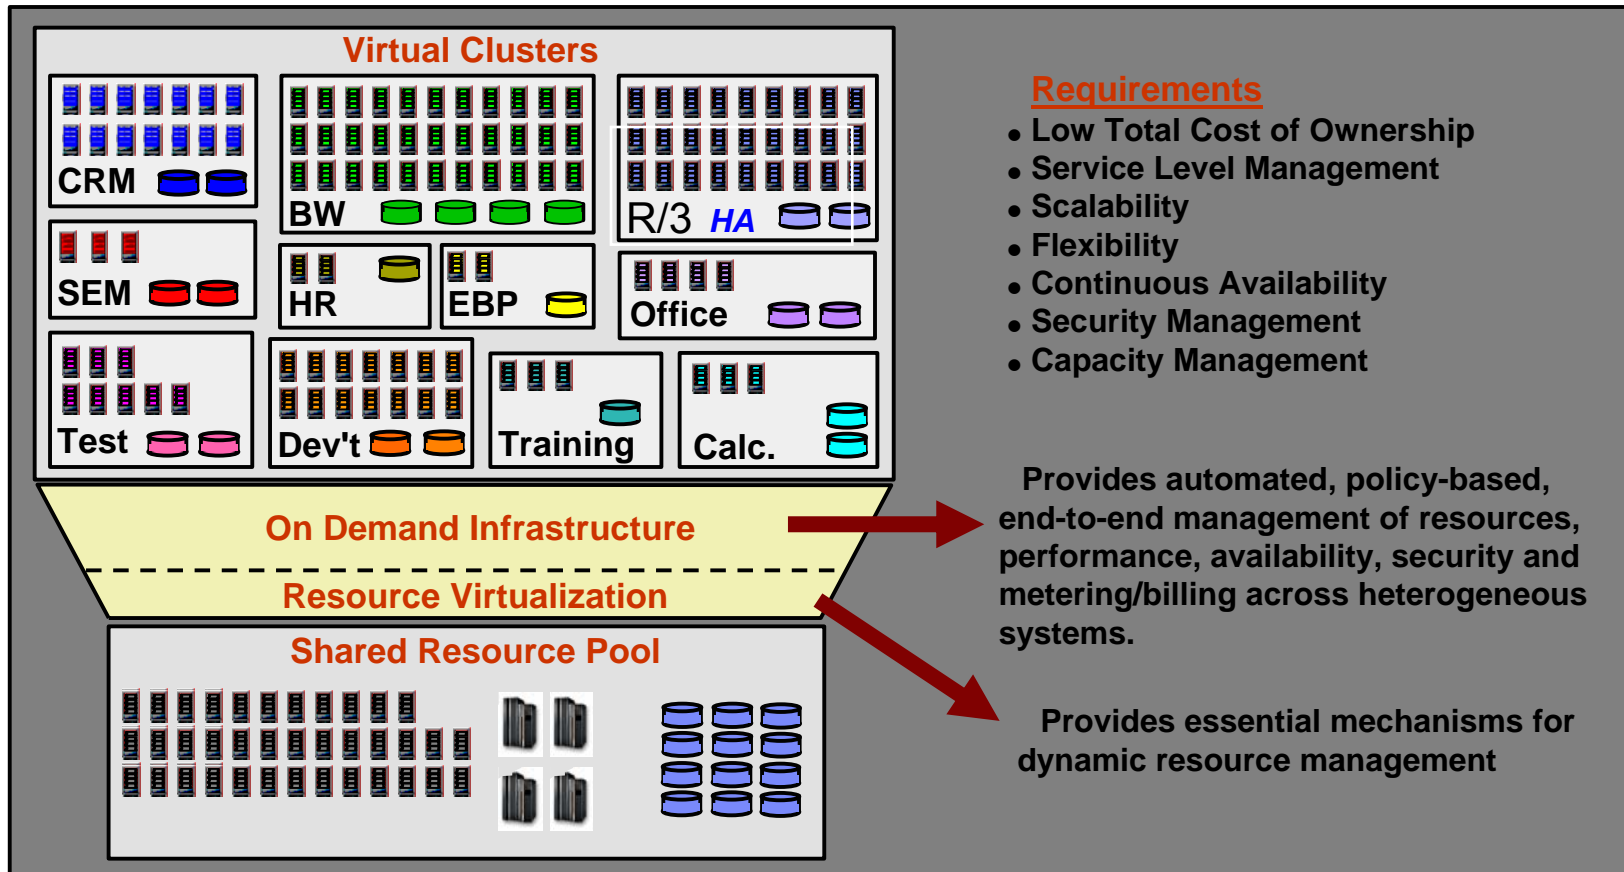 Virtual Clusters
CRM
BW
R/3 HA
SEM
HR
EBP
Office
Test
Dev't
Training
Calc.
On Demand Infrastructure
Resource Virtualization
Shared Resource Pool
Requirements
• Low Total Cost of Ownership
• Service Level Management
• Scalability
• Flexibility
• Continuous Availability
• Security Management
• Capacity Management
Provides automated, policy-based,
end-to-end management of resources,
performance, availability, security and
metering/billing across heterogeneous
systems.
Provides essential mechanisms for
dynamic resource management